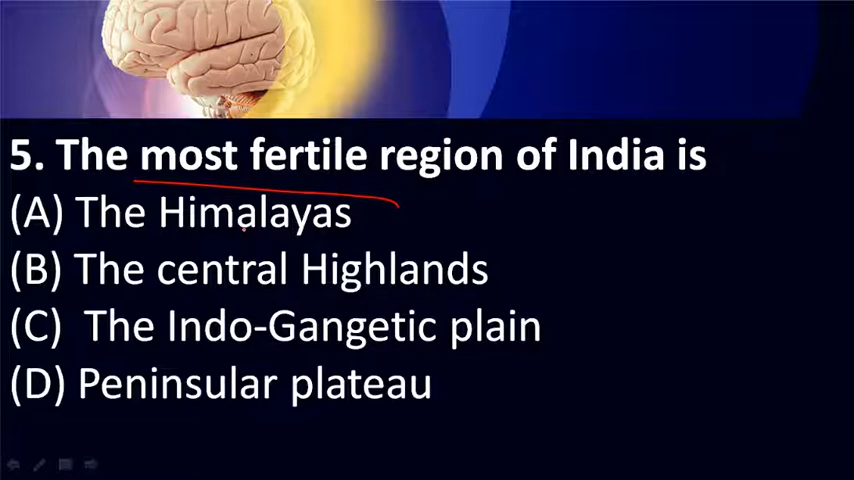 5. The most fertile region of India is
(A) The Himalayas
(B) The central Highlands
(C) The Indo-Gangetic plain
(D) Peninsular plateau